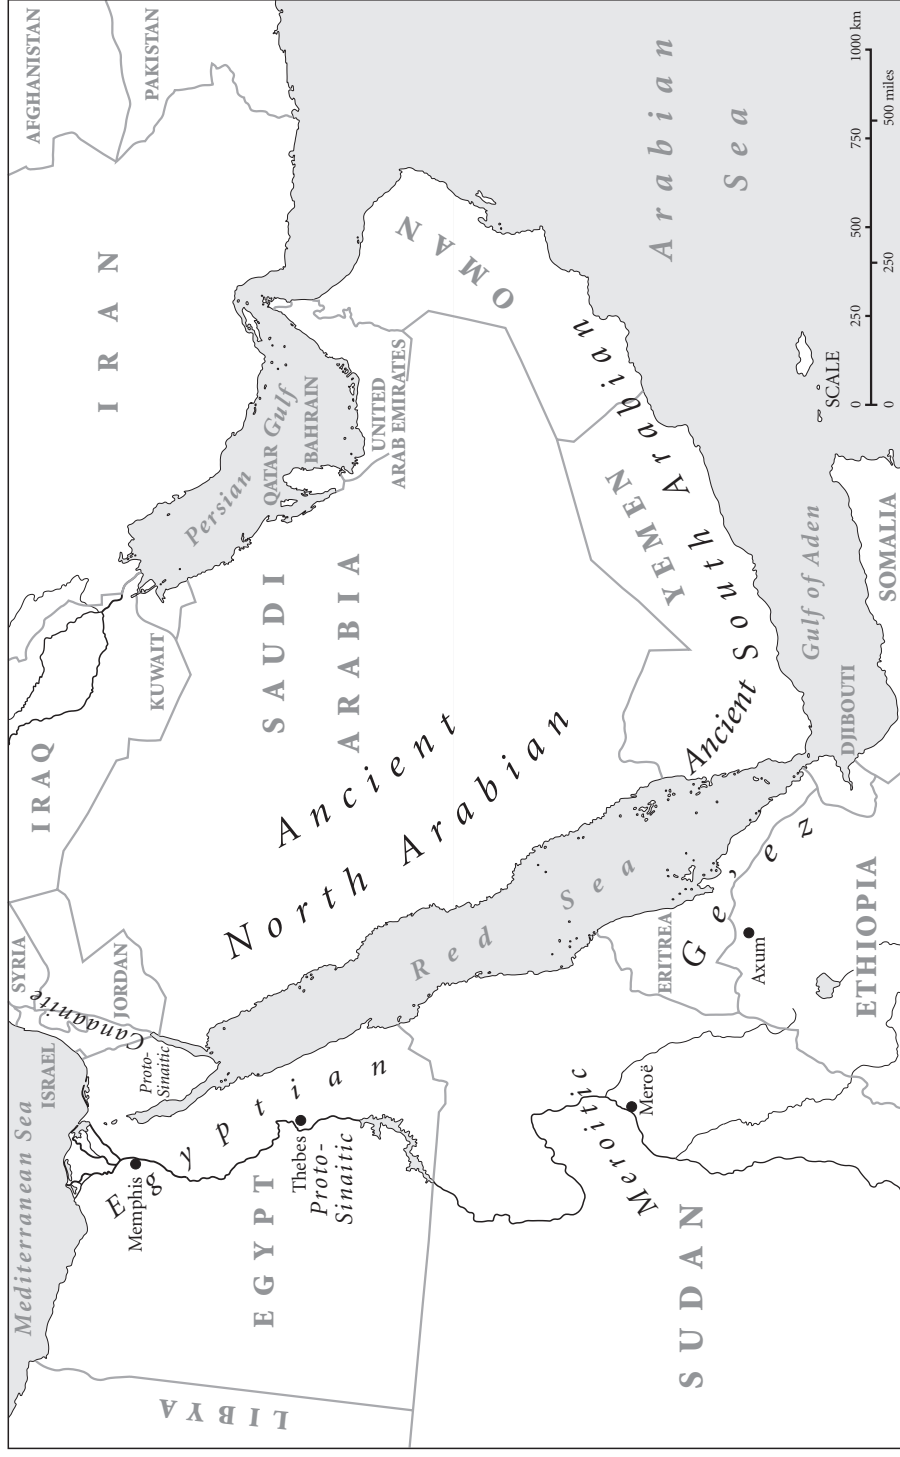 Mediterranean Sea
SYRIA
IRAQ
IRAN
AFGHANISTAN
PAKISTAN
ISRAEL
Canaanite
JORDAN
KUWAIT
Persian Gulf
QATAR
BAHRAIN
UNITED
ARAB EMIRATES
OMAN
LIBYA
EGYPT
Egyptian
Memphis
Thebes
Proto-
Sinaitic
Proto-
Sinaitic
SAUDI
ARABIA
Ancient
North Arabian
Red Sea
YEMEN
Ancient South Arabian
Arabian
Sea
SUDAN
Meroitic
Meroë
ERITREA
Ge’ez
Axum
ETHIOPIA
DJIBOUTI
Gulf of Aden
SOMALIA
SCALE
0 250 500 750 1000 km
0 250 500 miles